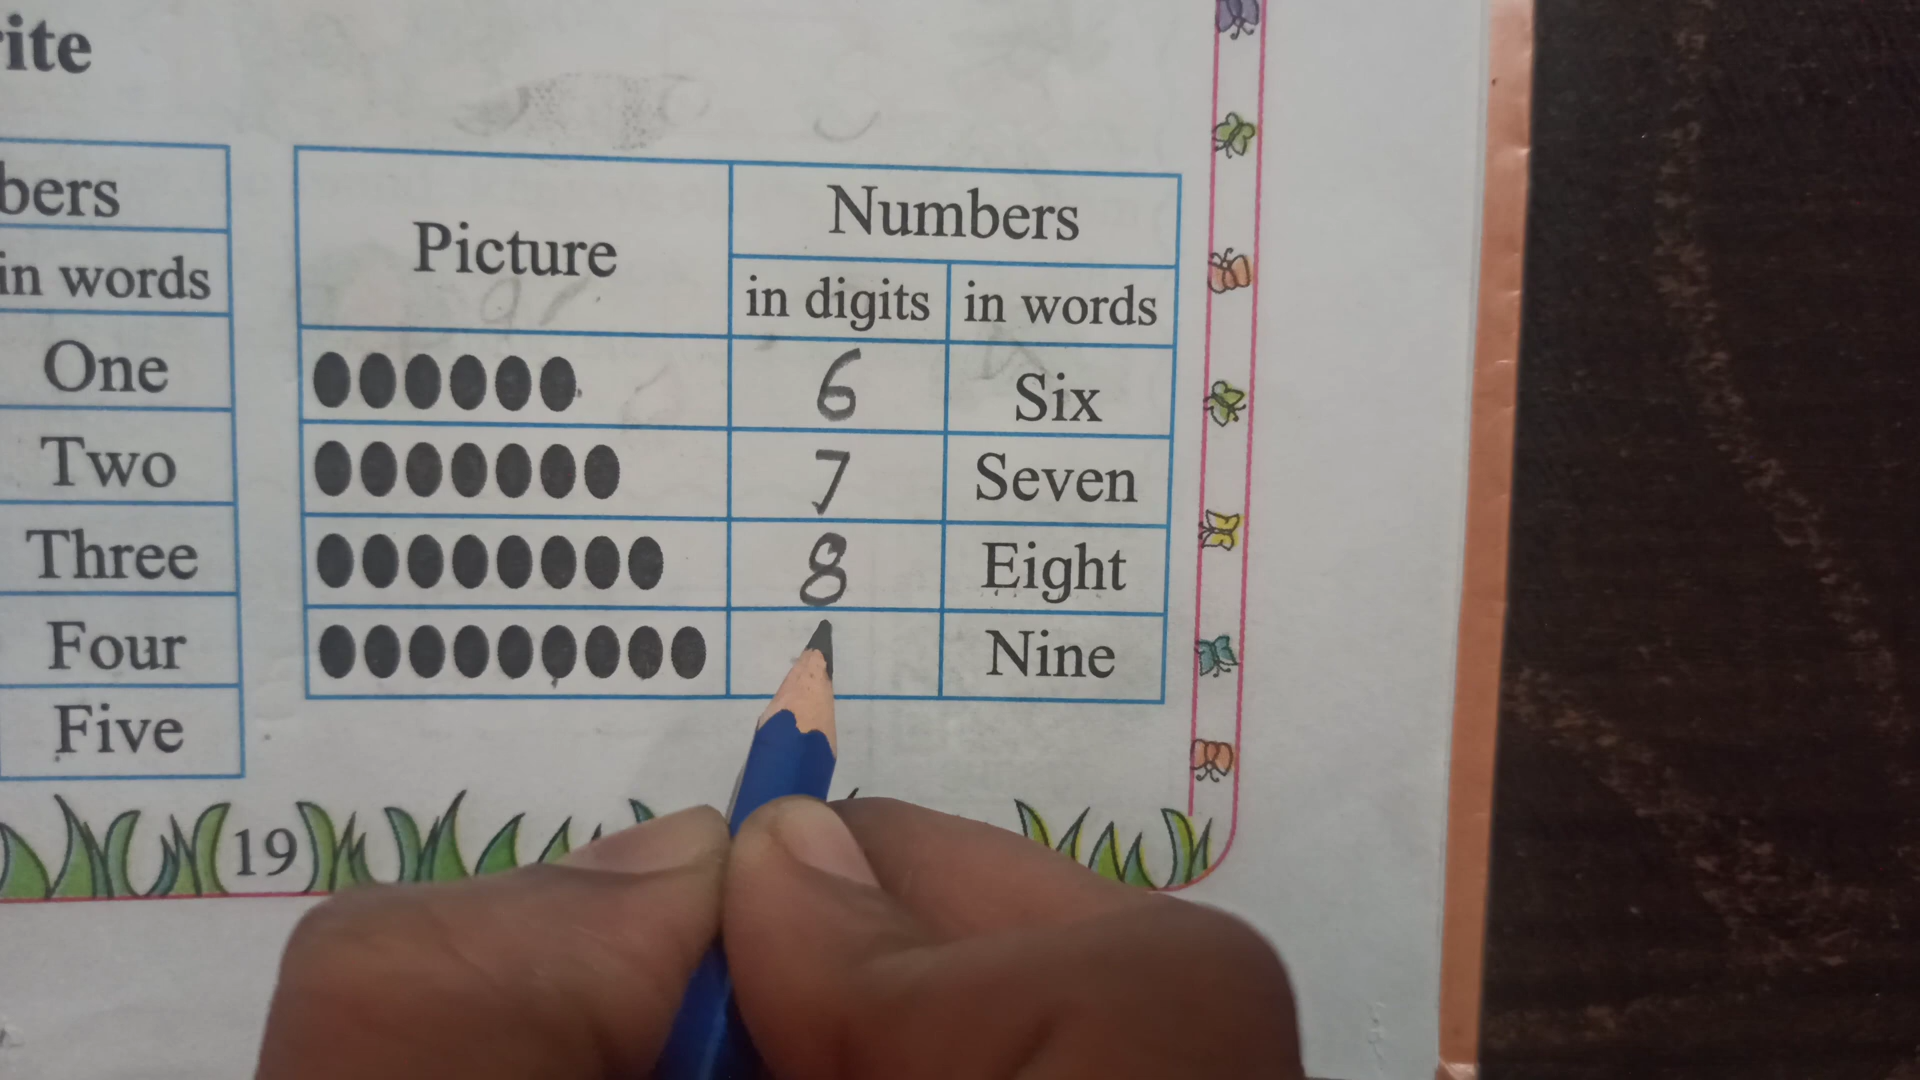 ite
bers
in words
One
Two
Three
Four
Five
Picture
Numbers
in digits
in words
6
Six
7
Seven
8
Eight
Nine
19